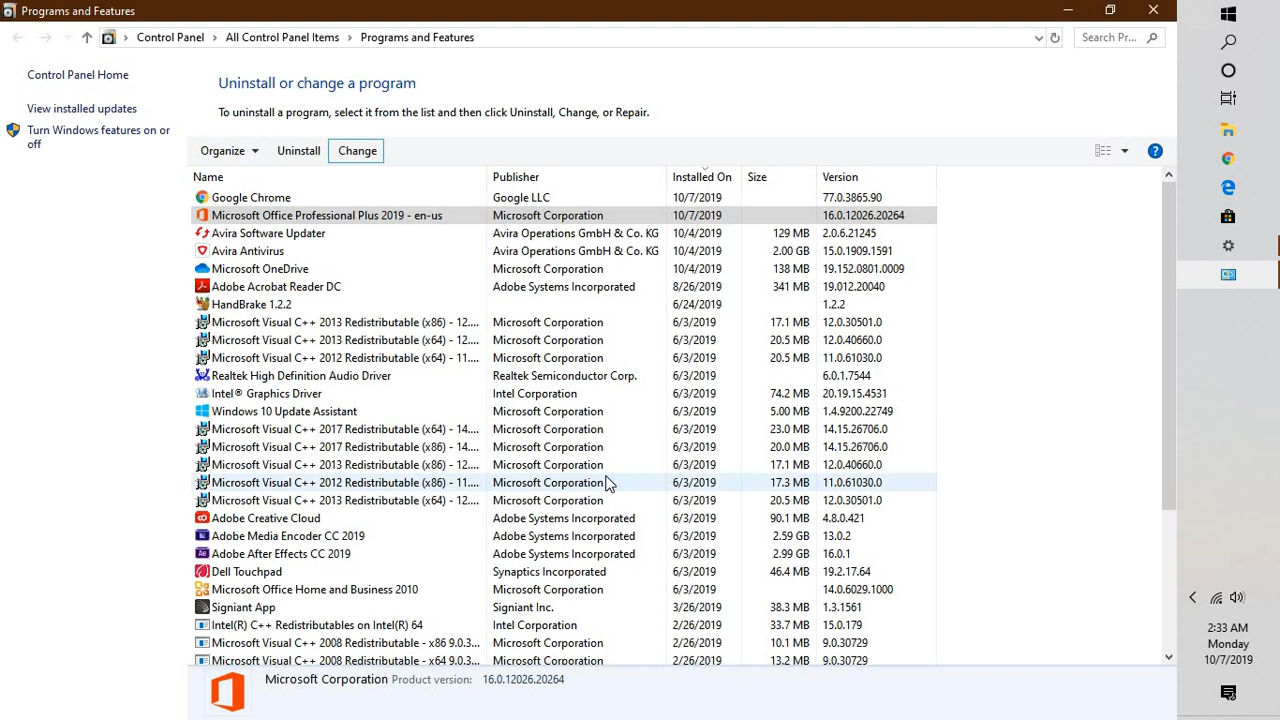 Programs and Features
Control Panel
All Control Panel Items
Programs and Features
Search Pr...
Control Panel Home
View installed updates
Turn Windows features on or
off
Uninstall or change a program
To uninstall a program, select it from the list and then click Uninstall, Change, or Repair.
Organize
Uninstall
Change
Name Publisher Installed On Size Version
Google Chrome Google LLC 10/7/2019 77.0.3865.90
Microsoft Office Professional Plus 2019 - en-us Microsoft Corporation 10/7/2019 16.0.12026.20264
Avira Software Updater Avira Operations GmbH & Co. KG 10/4/2019 129 MB 2.0.6.21245
Avira Antivirus Avira Operations GmbH & Co. KG 10/4/2019 2.00 GB 15.0.1909.1591
Microsoft OneDrive Microsoft Corporation 10/4/2019 138 MB 19.152.0801.0009
Adobe Acrobat Reader DC Adobe Systems Incorporated 8/26/2019 341 MB 19.012.20040
HandBrake 1.2.2 6/24/2019 1.2.2
Microsoft Visual C++ 2013 Redistributable (x86) - 12.... Microsoft Corporation 6/3/2019 17.1 MB 12.0.30501.0
Microsoft Visual C++ 2013 Redistributable (x64) - 12.... Microsoft Corporation 6/3/2019 20.5 MB 12.0.40660.0
Microsoft Visual C++ 2012 Redistributable (x64) - 11.... Microsoft Corporation 6/3/2019 20.5 MB 11.0.61030.0
Realtek High Definition Audio Driver Realtek Semiconductor Corp. 6/3/2019 6.0.1.7544
Intel® Graphics Driver Intel Corporation 6/3/2019 74.2 MB 20.19.15.4531
Windows 10 Update Assistant Microsoft Corporation 6/3/2019 5.00 MB 1.4.9200.22749
Microsoft Visual C++ 2017 Redistributable (x64) - 14.... Microsoft Corporation 6/3/2019 23.0 MB 14.15.26706.0
Microsoft Visual C++ 2017 Redistributable (x86) - 14.... Microsoft Corporation 6/3/2019 20.0 MB 14.15.26706.0
Microsoft Visual C++ 2013 Redistributable (x86) - 12.... Microsoft Corporation 6/3/2019 17.1 MB 12.0.40660.0
Microsoft Visual C++ 2012 Redistributable (x86) - 11.... Microsoft Corporation 6/3/2019 17.3 MB 11.0.61030.0
Microsoft Visual C++ 2013 Redistributable (x64) - 12.... Microsoft Corporation 6/3/2019 20.5 MB 12.0.30501.0
Adobe Creative Cloud Adobe Systems Incorporated 6/3/2019 90.1 MB 4.8.0.421
Adobe Media Encoder CC 2019 Adobe Systems Incorporated 6/3/2019 2.59 GB 13.0.2
Adobe After Effects CC 2019 Adobe Systems Incorporated 6/3/2019 2.99 GB 16.0.1
Dell Touchpad Synaptics Incorporated 6/3/2019 46.4 MB 19.2.17.64
Microsoft Office Home and Business 2010 Microsoft Corporation 6/3/2019 14.0.6029.1000
Signiant App Signiant Inc. 3/26/2019 38.3 MB 1.3.1561
Intel(R) C++ Redistributables on Intel(R) 64 Intel Corporation 2/26/2019 33.7 MB 15.0.179
Microsoft Visual C++ 2008 Redistributable - x86 9.0.3... Microsoft Corporation 2/26/2019 10.1 MB 9.0.30729
Microsoft Visual C++ 2008 Redistributable - x64 9.0.3... Microsoft Corporation 2/26/2019 13.2 MB 9.0.30729
Microsoft Corporation Product version: 16.0.12026.20264
2:33 AM
Monday
10/7/2019